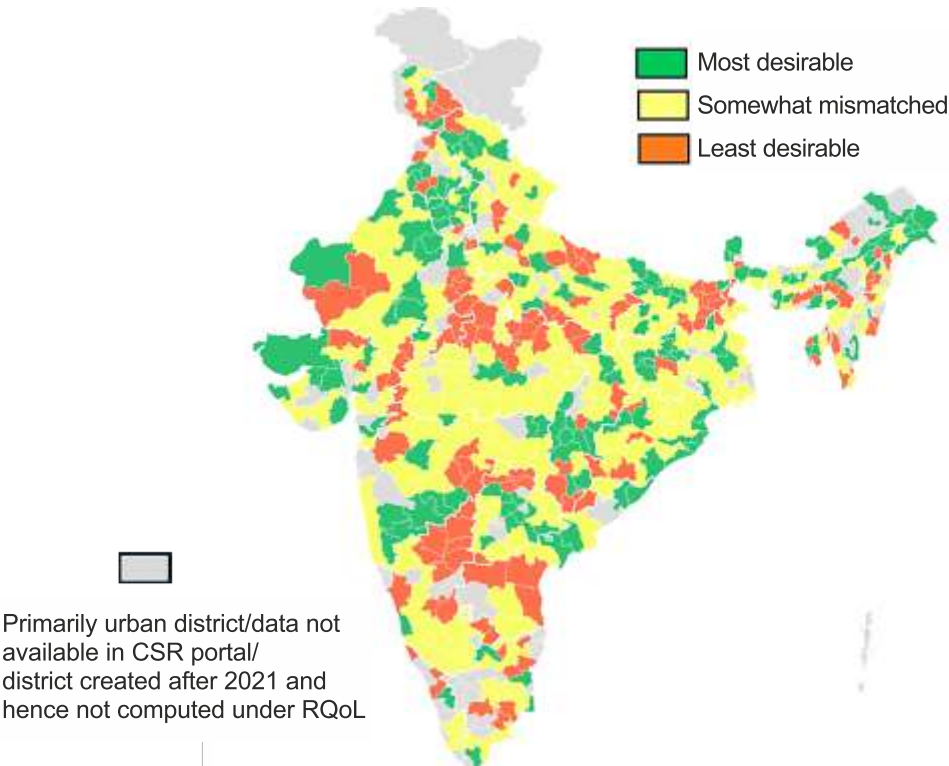 Most desirable
Somewhat mismatched
Least desirable
Primarily urban district/data not
available in CSR portal/
district created after 2021 and
hence not computed under RQoL